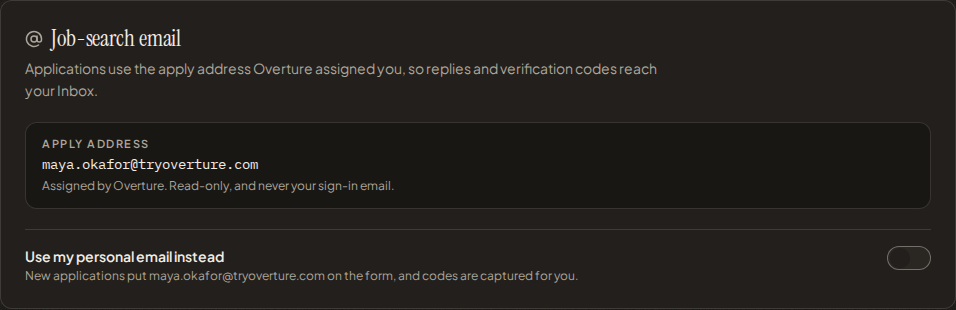 @ Job-search email
Applications use the apply address Overture assigned you, so replies and verification codes reach
your Inbox.
APPLY ADDRESS
maya.okafor@tryoverture.com
Assigned by Overture. Read-only, and never your sign-in email.
Use my personal email instead
New applications put maya.okafor@tryoverture.com on the form, and codes are captured for you.